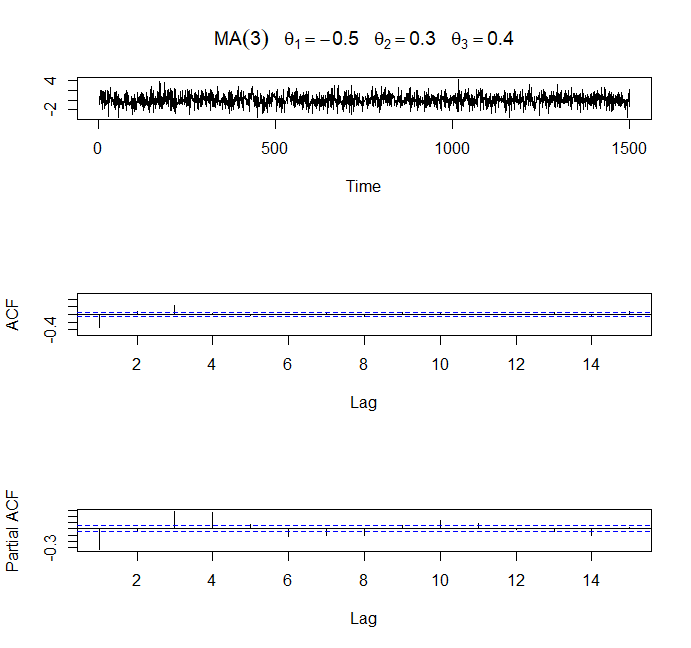 MA(3) θ1 = −0.5 θ2 = 0.3 θ3 = 0.4
4
-2
0 500 1000 1500
Time
ACF
-0.4
2 4 6 8 10 12 14
Lag
Partial ACF
-0.3
2 4 6 8 10 12 14
Lag